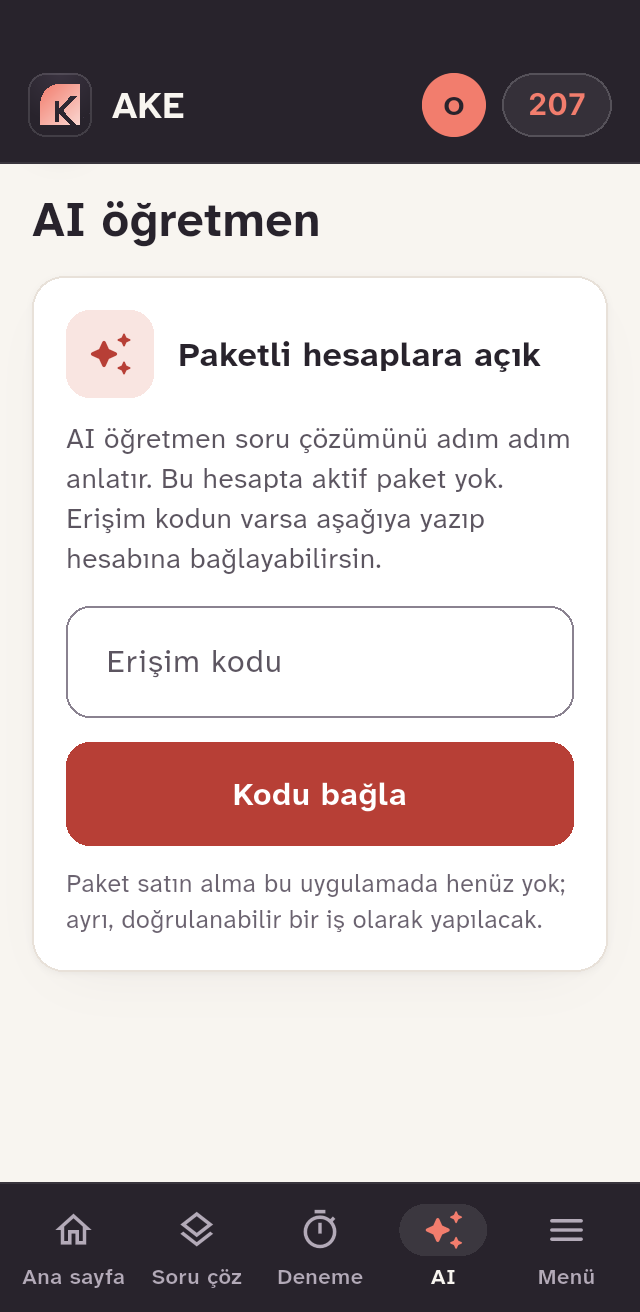 K
AKE
O
207
AI öğretmen
Paketli hesaplara açık
AI öğretmen soru çözümünü adım adım
anlatır. Bu hesapta aktif paket yok.
Erişim kodun varsa aşağıya yazıp
hesabına bağlayabilirsin.
Erişim kodu
Kodu bağla
Paket satın alma bu uygulamada henüz yok;
ayrı, doğrulanabilir bir iş olarak yapılacak.
Ana sayfa
Soru çöz
Deneme
AI
Menü